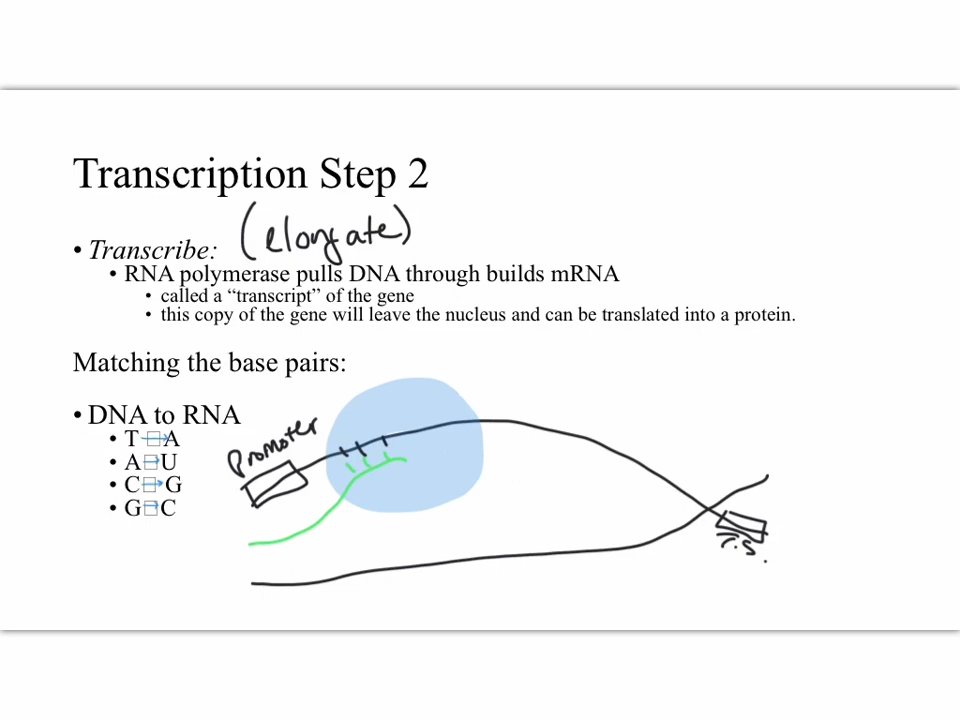 Transcription Step 2
(elongate)
• Transcribe:
• RNA polymerase pulls DNA through builds mRNA
• called a “transcript” of the gene
• this copy of the gene will leave the nucleus and can be translated into a protein.
Matching the base pairs:
• DNA to RNA
Promoter
• T→A
• A→U
• C→G
• G→C
T.S.